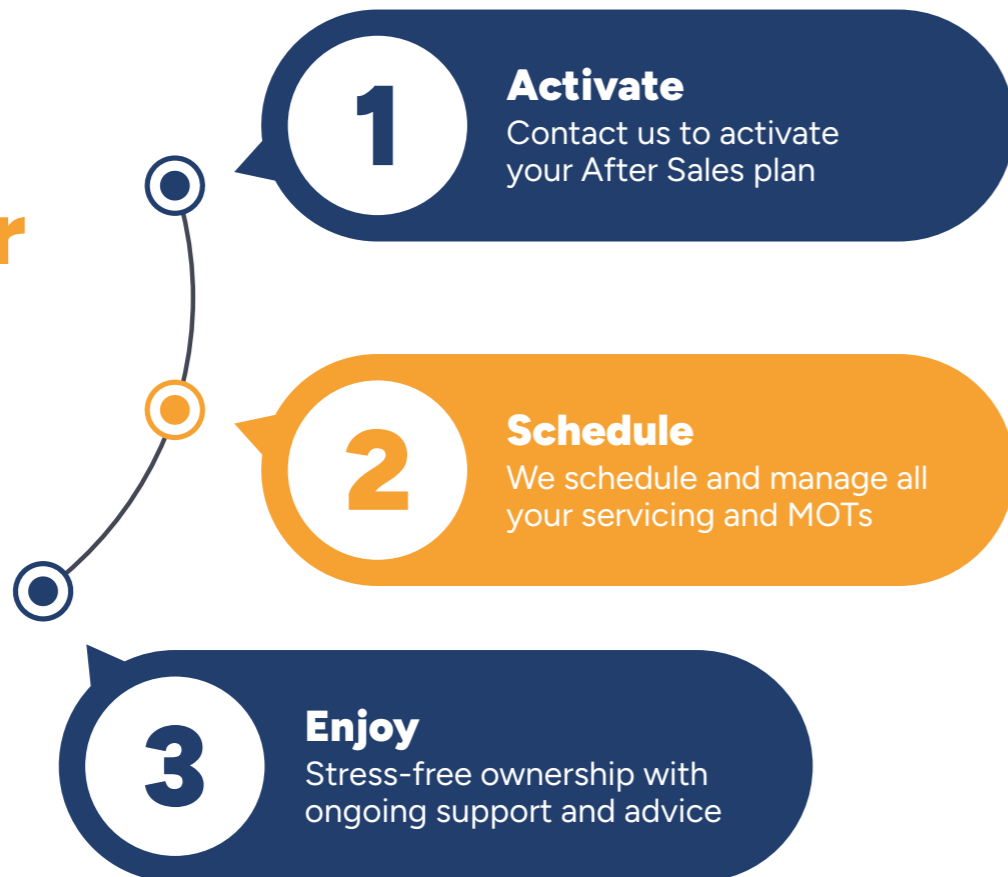 r
1
Activate
Contact us to activate
your After Sales plan
2
Schedule
We schedule and manage all
your servicing and MOTs
3
Enjoy
Stress-free ownership with
ongoing support and advice